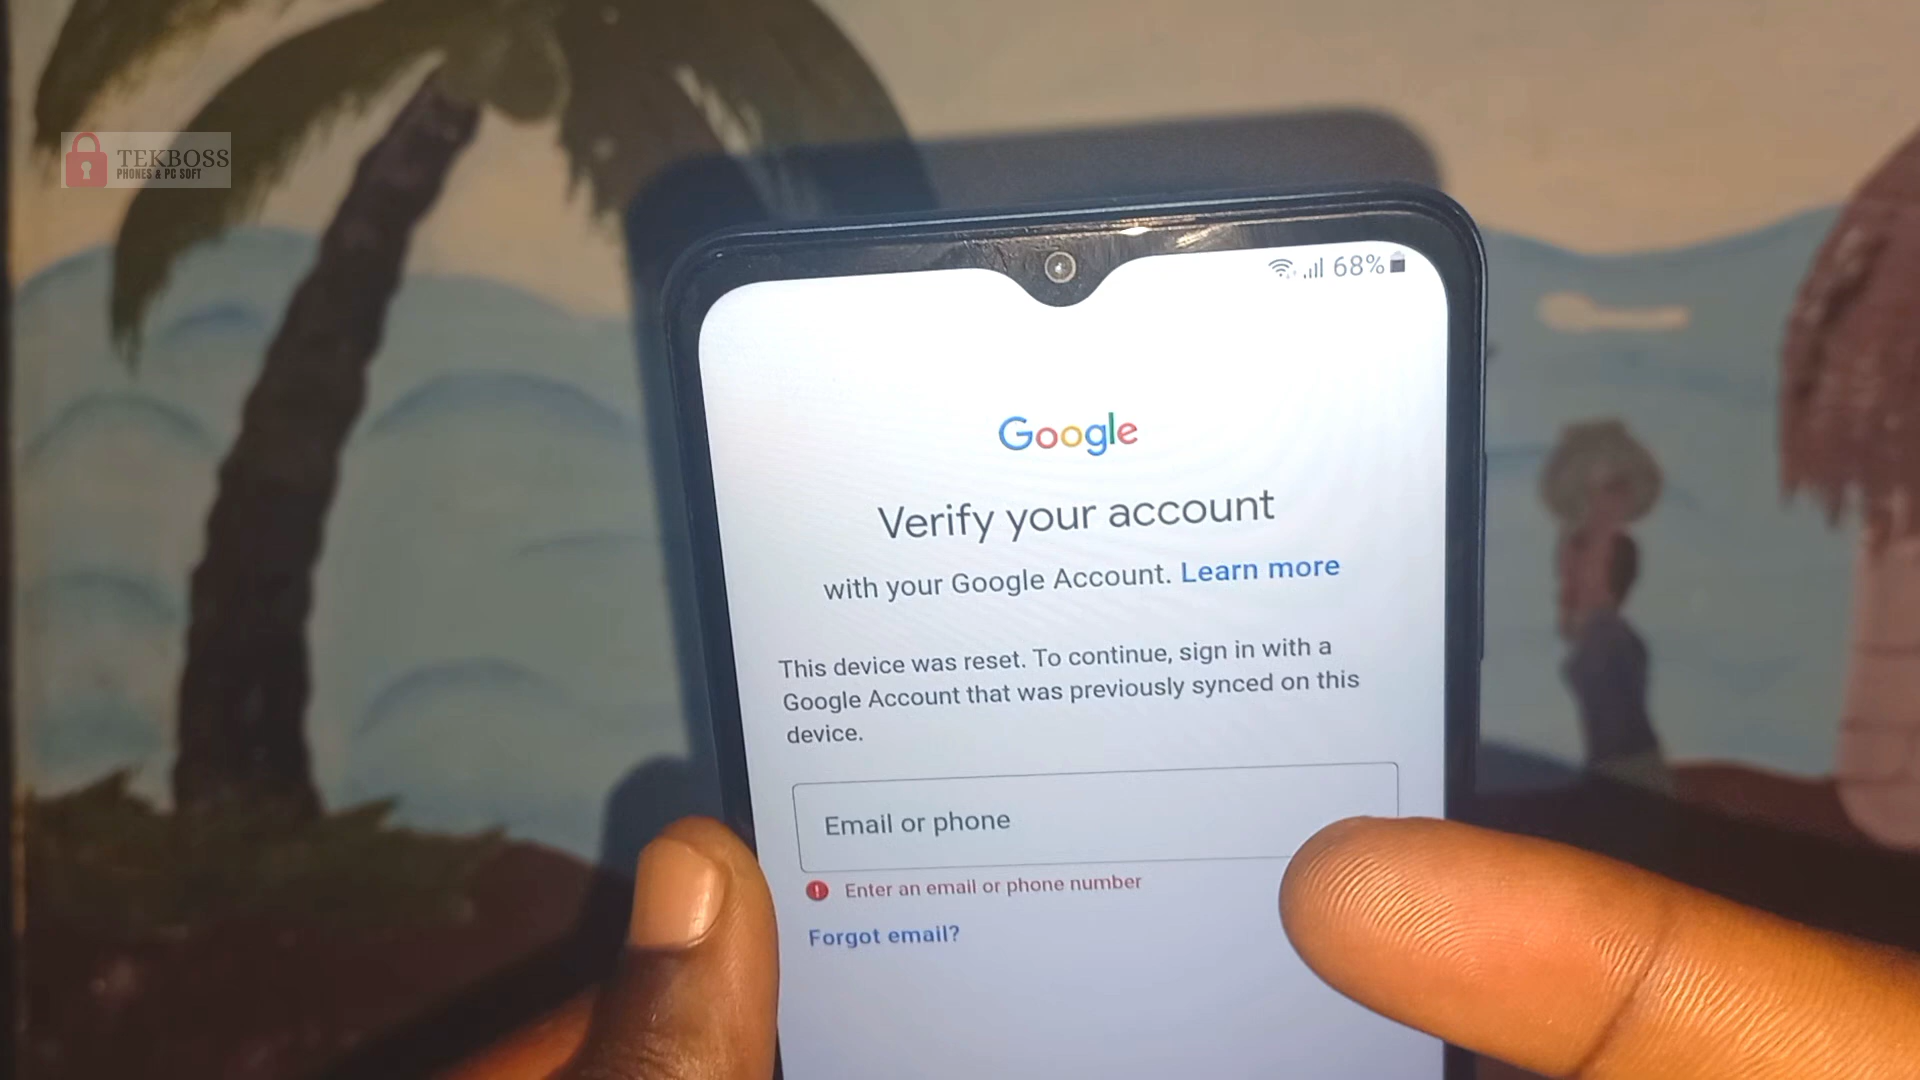 TEKBOSS
PHONES & PC SOFT
68%
Google
Verify your account
with your Google Account. Learn more
This device was reset. To continue, sign in with a
Google Account that was previously synced on this
device.
Email or phone
Enter an email or phone number
Forgot email?